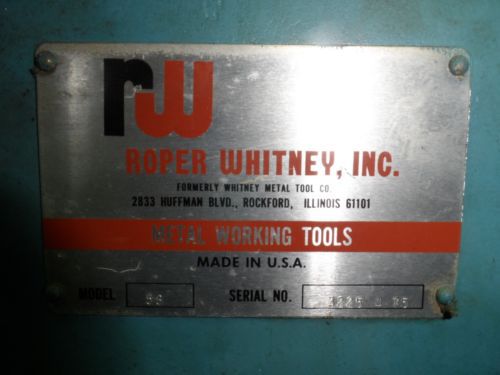 rw
ROPER WHITNEY, INC.
FORMERLY WHITNEY METAL TOOL CO.
2833 HUFFMAN BLVD., ROCKFORD, ILLINOIS 61101
METAL WORKING TOOLS
MADE IN U.S.A.
MODEL SERIAL NO.